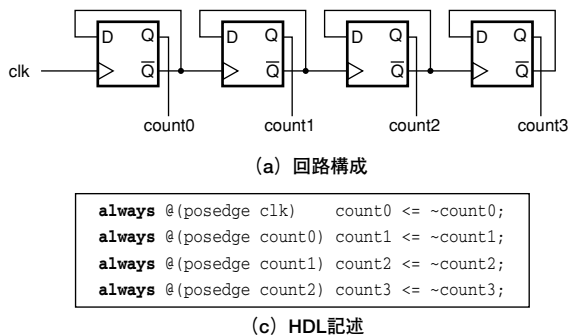 D Q D Q D Q D Q
clk Q Q Q Q
count0 count1 count2 count3
(a) 回路構成
always @(posedge clk) count0 <= ~count0;
always @(posedge count0) count1 <= ~count1;
always @(posedge count1) count2 <= ~count2;
always @(posedge count2) count3 <= ~count3;
(c) HDL記述